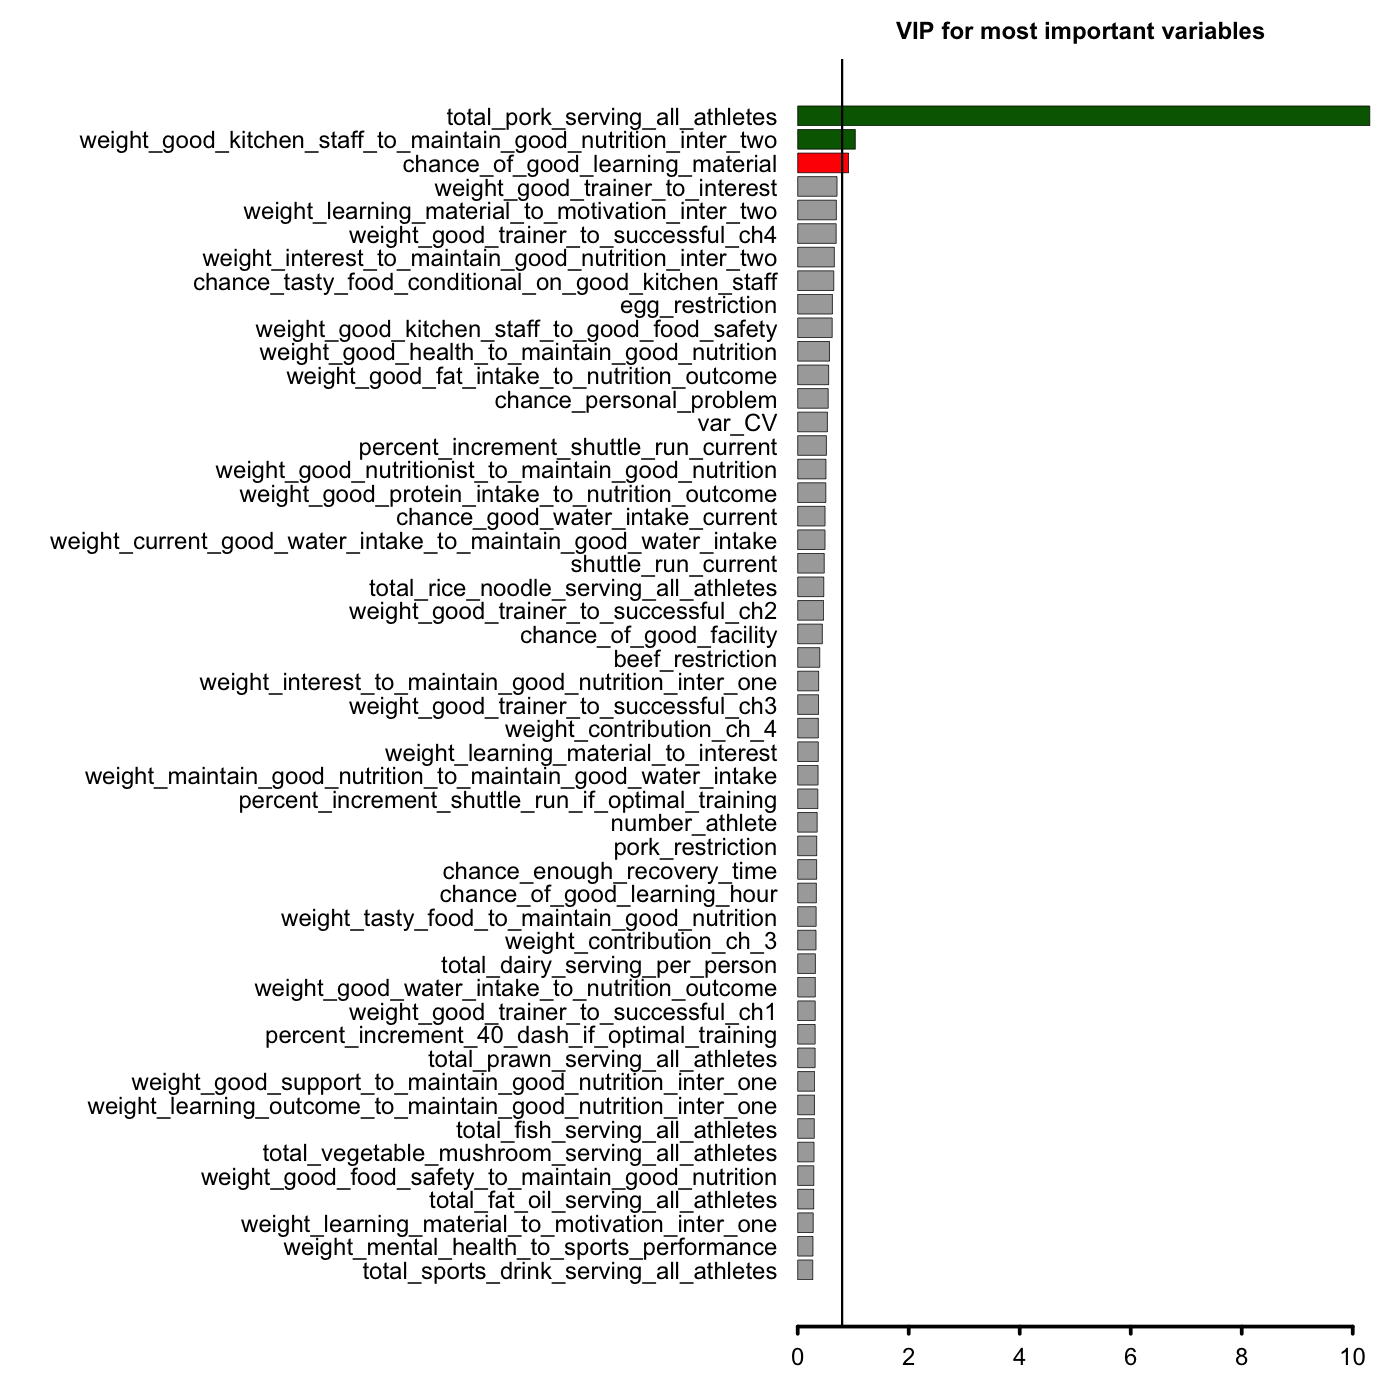 VIP for most important variables
total_pork_serving_all_athletes
weight_good_kitchen_staff_to_maintain_good_nutrition_inter_two
chance_of_good_learning_material
weight_good_trainer_to_interest
weight_learning_material_to_motivation_inter_two
weight_good_trainer_to_successful_ch4
weight_interest_to_maintain_good_nutrition_inter_two
chance_tasty_food_conditional_on_good_kitchen_staff
egg_restriction
weight_good_kitchen_staff_to_good_food_safety
weight_good_health_to_maintain_good_nutrition
weight_good_fat_intake_to_nutrition_outcome
chance_personal_problem
var_CV
percent_increment_shuttle_run_current
weight_good_nutritionist_to_maintain_good_nutrition
weight_good_protein_intake_to_nutrition_outcome
chance_good_water_intake_current
weight_current_good_water_intake_to_maintain_good_water_intake
shuttle_run_current
total_rice_noodle_serving_all_athletes
weight_good_trainer_to_successful_ch2
chance_of_good_facility
beef_restriction
weight_interest_to_maintain_good_nutrition_inter_one
weight_good_trainer_to_successful_ch3
weight_contribution_ch_4
weight_learning_material_to_interest
weight_maintain_good_nutrition_to_maintain_good_water_intake
percent_increment_shuttle_run_if_optimal_training
number_athlete
pork_restriction
chance_enough_recovery_time
chance_of_good_learning_hour
weight_tasty_food_to_maintain_good_nutrition
weight_contribution_ch_3
total_dairy_serving_per_person
weight_good_water_intake_to_nutrition_outcome
weight_good_trainer_to_successful_ch1
percent_increment_40_dash_if_optimal_training
total_prawn_serving_all_athletes
weight_good_support_to_maintain_good_nutrition_inter_one
weight_learning_outcome_to_maintain_good_nutrition_inter_one
total_fish_serving_all_athletes
total_vegetable_mushroom_serving_all_athletes
weight_good_food_safety_to_maintain_good_nutrition
total_fat_oil_serving_all_athletes
weight_learning_material_to_motivation_inter_one
weight_mental_health_to_sports_performance
total_sports_drink_serving_all_athletes
0 2 4 6 8 10